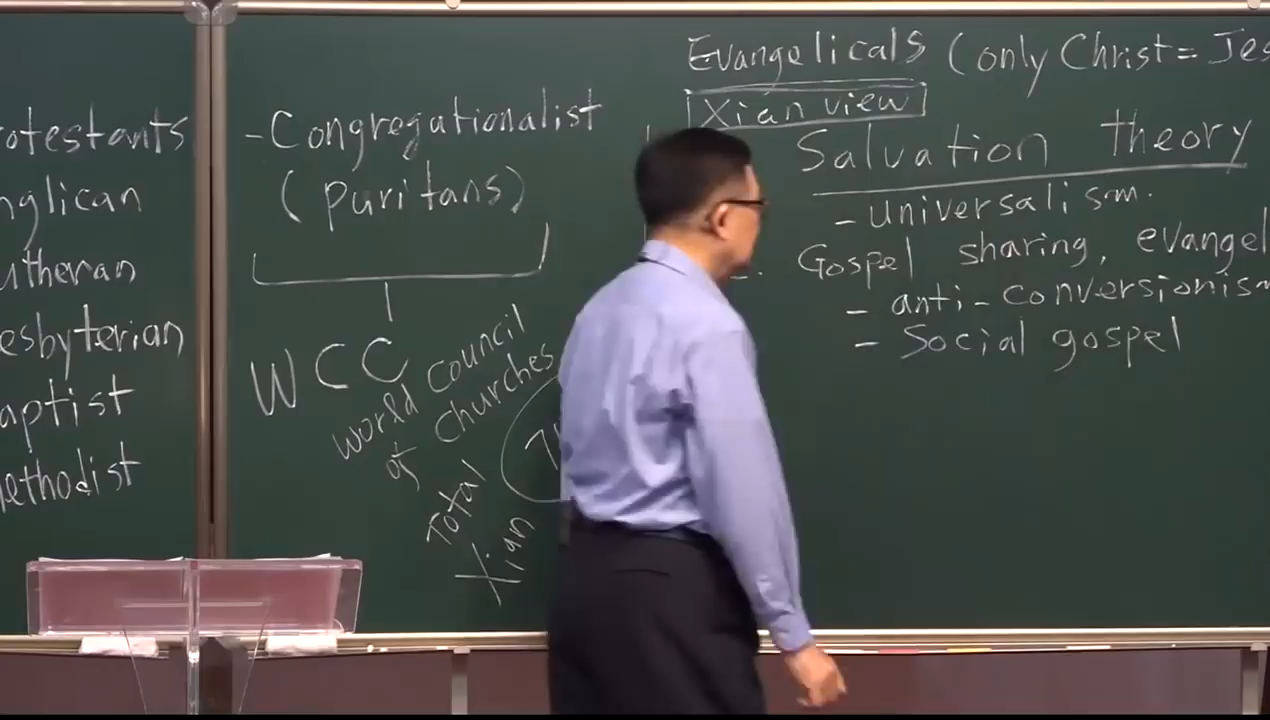 otestants
nglican
utheran
esbyterian
aptist
ethodist
- Congregationalist
(puritans)
WCC
World Council
of Churches
Total
Xian
Evangelicals (only Christ = Jes
Xian view
Salvation theory
- Universalism.
Gospel sharing, evangel
- anti-conversionism
- Social gospel